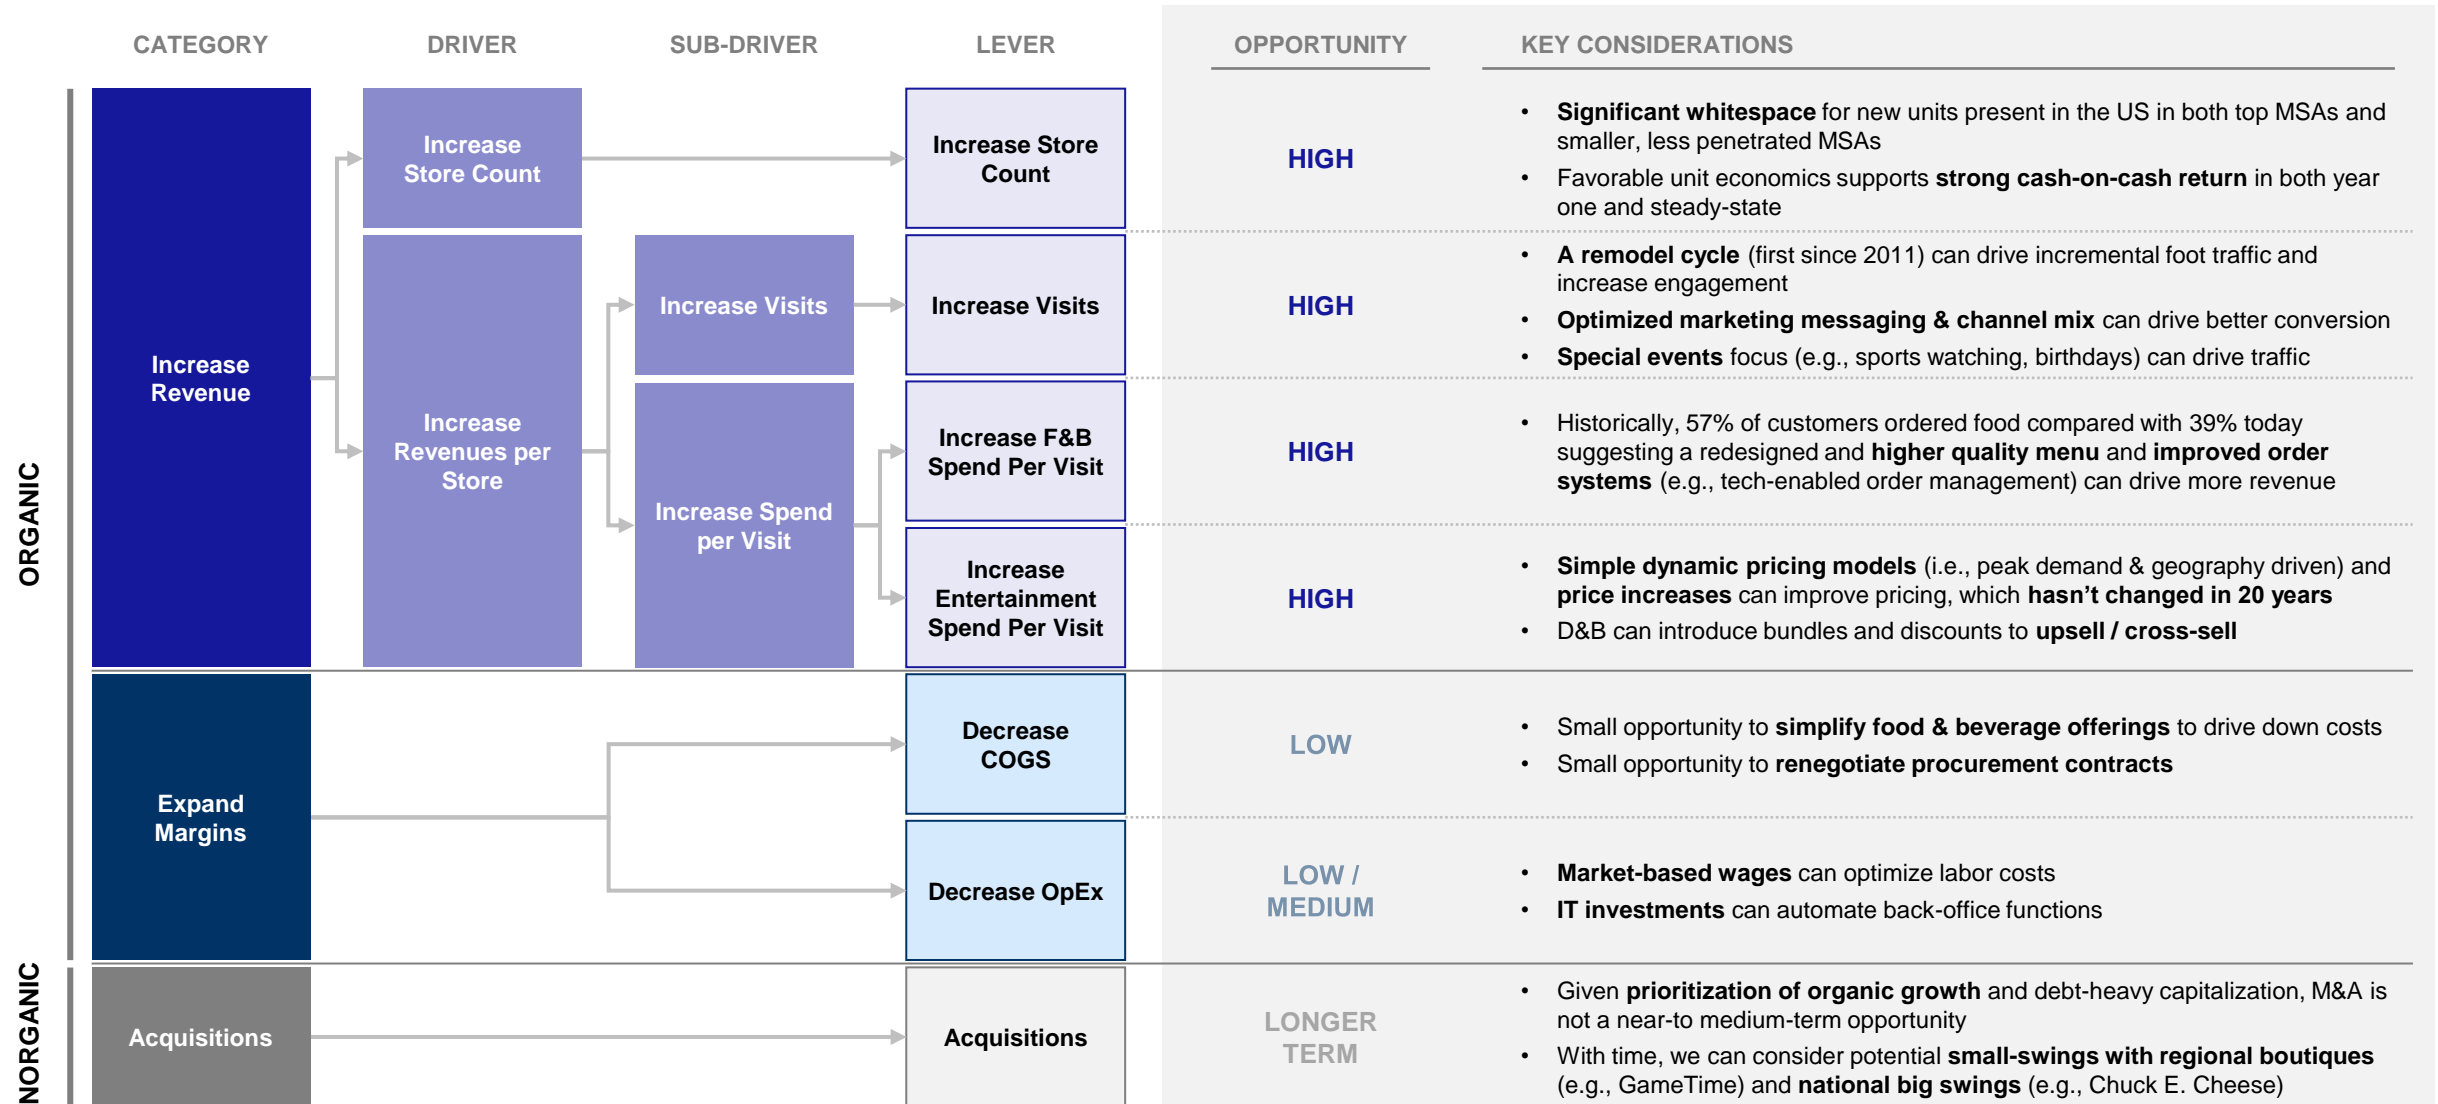 CATEGORY DRIVER SUB-DRIVER LEVER OPPORTUNITY KEY CONSIDERATIONS
ORGANIC
Increase
Revenue
Increase
Store Count
Increase Store
Count
HIGH
• Significant whitespace for new units present in the US in both top MSAs and
smaller, less penetrated MSAs
• Favorable unit economics supports strong cash-on-cash return in both year
one and steady-state
Increase
Revenues per
Store
Increase Visits
Increase Visits
HIGH
• A remodel cycle (first since 2011) can drive incremental foot traffic and
increase engagement
• Optimized marketing messaging & channel mix can drive better conversion
• Special events focus (e.g., sports watching, birthdays) can drive traffic
Increase Spend
per Visit
Increase F&B
Spend Per Visit
HIGH
• Historically, 57% of customers ordered food compared with 39% today
suggesting a redesigned and higher quality menu and improved order
systems (e.g., tech-enabled order management) can drive more revenue
Increase
Entertainment
Spend Per Visit
HIGH
• Simple dynamic pricing models (i.e., peak demand & geography driven) and
price increases can improve pricing, which hasn't changed in 20 years
• D&B can introduce bundles and discounts to upsell / cross-sell
Expand
Margins
Decrease
COGS
LOW
• Small opportunity to simplify food & beverage offerings to drive down costs
• Small opportunity to renegotiate procurement contracts
Decrease OpEx
LOW /
MEDIUM
• Market-based wages can optimize labor costs
• IT investments can automate back-office functions
NORGANIC
Acquisitions
Acquisitions
LONGER
TERM
• Given prioritization of organic growth and debt-heavy capitalization, M&A is
not a near-to medium-term opportunity
• With time, we can consider potential small-swings with regional boutiques
(e.g., GameTime) and national big swings (e.g., Chuck E. Cheese)